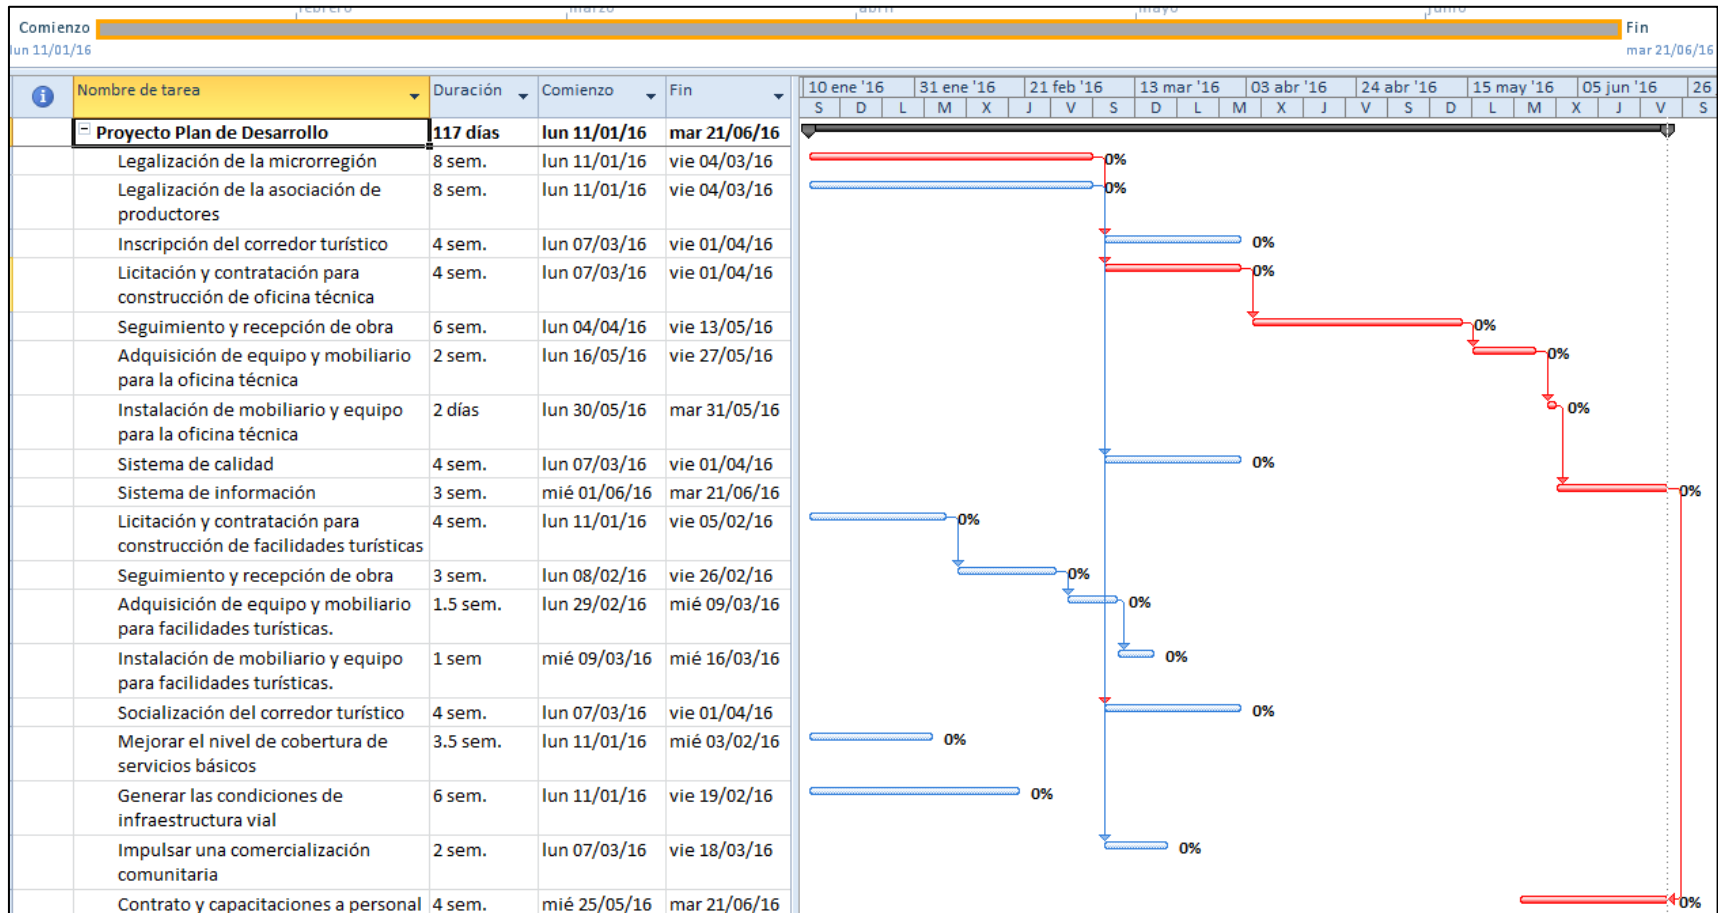 febrero marzo abril mayo junio
Comienzo
lun 11/01/16
Fin
mar 21/06/16
Nombre de tarea Duración Comienzo Fin
10 ene '16 31 ene '16 21 feb '16 13 mar '16 03 abr '16 24 abr '16 15 may '16 05 jun '16 26
S D L M X J V S D L M X J V S D L M X J V S
Proyecto Plan de Desarrollo 117 días lun 11/01/16 mar 21/06/16
Legalización de la microrregión 8 sem. lun 11/01/16 vie 04/03/16 0%
Legalización de la asociación de 8 sem. lun 11/01/16 vie 04/03/16 0%
productores
Inscripción del corredor turístico 4 sem. lun 07/03/16 vie 01/04/16 0%
Licitación y contratación para 4 sem. lun 07/03/16 vie 01/04/16 0%
construcción de oficina técnica
Seguimiento y recepción de obra 6 sem. lun 04/04/16 vie 13/05/16 0%
Adquisición de equipo y mobiliario 2 sem. lun 16/05/16 vie 27/05/16 0%
para la oficina técnica
Instalación de mobiliario y equipo 2 días lun 30/05/16 mar 31/05/16 0%
para la oficina técnica
Sistema de calidad 4 sem. lun 07/03/16 vie 01/04/16 0%
Sistema de información 3 sem. mié 01/06/16 mar 21/06/16 0%
Licitación y contratación para 4 sem. lun 11/01/16 vie 05/02/16 0%
construcción de facilidades turísticas
Seguimiento y recepción de obra 3 sem. lun 08/02/16 vie 26/02/16 0%
Adquisición de equipo y mobiliario 1.5 sem. lun 29/02/16 mié 09/03/16 0%
para facilidades turísticas.
Instalación de mobiliario y equipo 1 sem mié 09/03/16 mié 16/03/16 0%
para facilidades turísticas.
Socialización del corredor turístico 4 sem. lun 07/03/16 vie 01/04/16 0%
Mejorar el nivel de cobertura de 3.5 sem. lun 11/01/16 mié 03/02/16 0%
servicios básicos
Generar las condiciones de 6 sem. lun 11/01/16 vie 19/02/16 0%
infraestructura vial
Impulsar una comercialización 2 sem. lun 07/03/16 vie 18/03/16 0%
comunitaria
Contrato y capacitaciones a personal 4 sem. mié 25/05/16 mar 21/06/16 0%